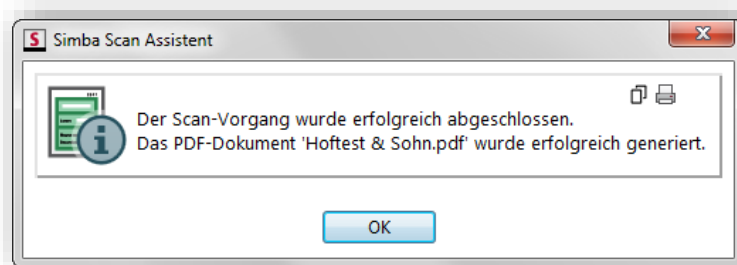 S Simba Scan Assistent
Der Scan-Vorgang wurde erfolgreich abgeschlossen.
Das PDF-Dokument 'Hoftest & Sohn.pdf' wurde erfolgreich generiert.
OK